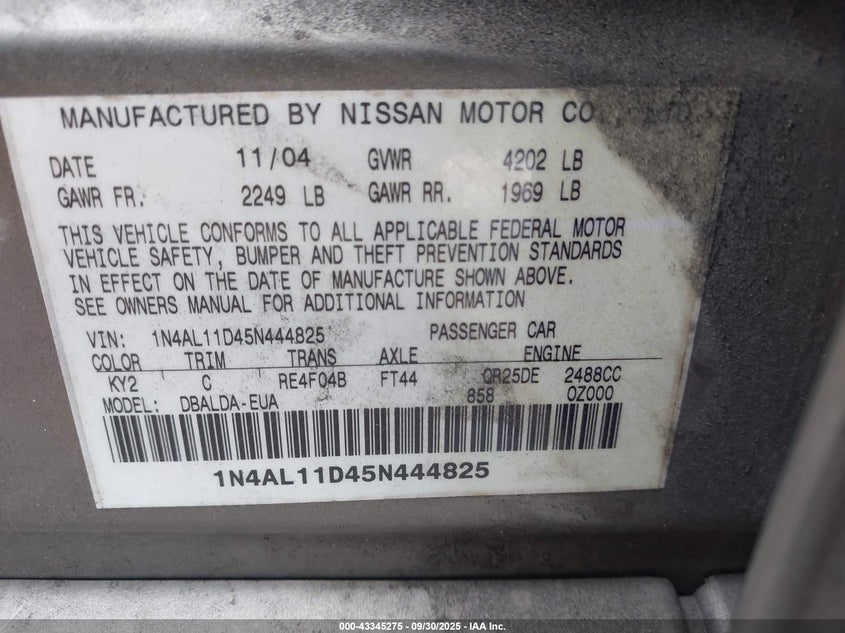 MANUFACTURED BY NISSAN MOTOR CO., LTD.
DATE 11/04 GVWR 4202 LB
GAWR FR. 2249 LB GAWR RR. 1969 LB
THIS VEHICLE CONFORMS TO ALL APPLICABLE FEDERAL MOTOR
VEHICLE SAFETY, BUMPER AND THEFT PREVENTION STANDARDS
IN EFFECT ON THE DATE OF MANUFACTURE SHOWN ABOVE.
SEE OWNERS MANUAL FOR ADDITIONAL INFORMATION
VIN: 1N4AL11D45N444825 PASSENGER CAR
COLOR TRIM TRANS AXLE ENGINE
KY2 C RE4F04B FT44 QR25DE 2488CC
MODEL: DBALDA-EUA 858 0Z000
1N4AL11D45N444825
000-43345275 - 09/30/2025 - IAA Inc.